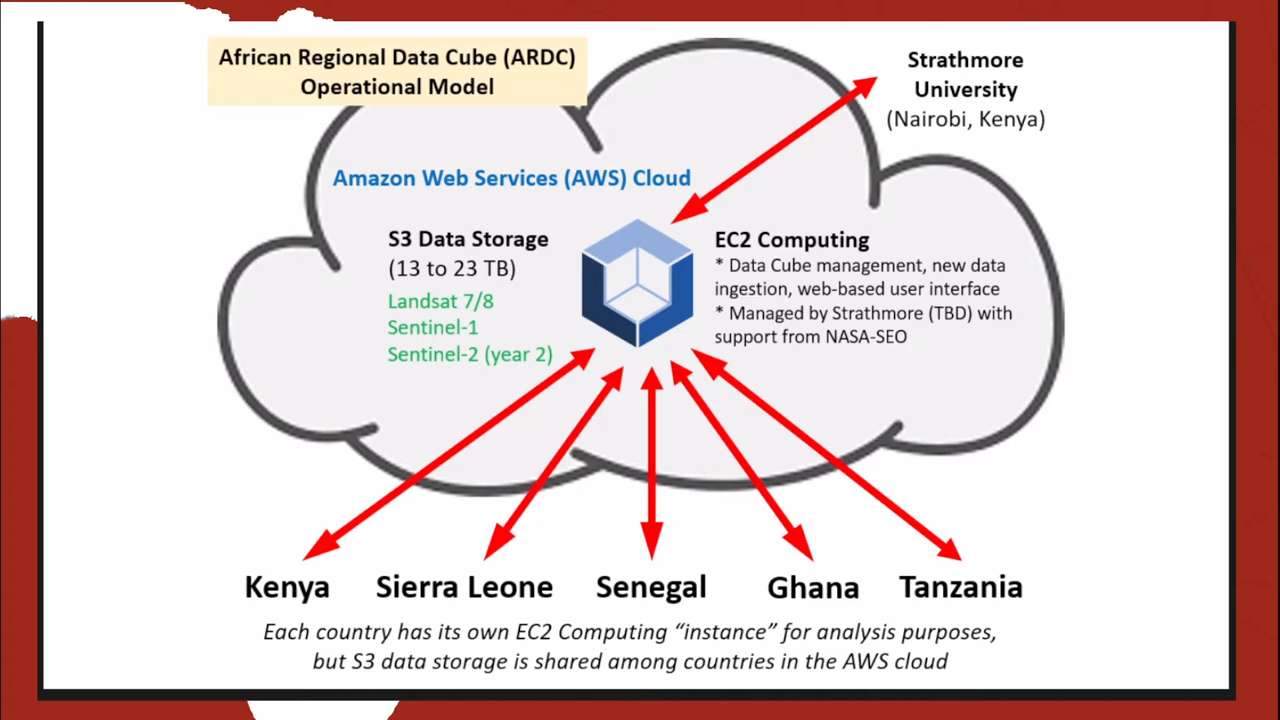 African Regional Data Cube (ARDC)
Operational Model
Strathmore
University
(Nairobi, Kenya)
Amazon Web Services (AWS) Cloud
S3 Data Storage
(13 to 23 TB)
Landsat 7/8
Sentinel-1
Sentinel-2 (year 2)
EC2 Computing
* Data Cube management, new data
ingestion, web-based user interface
* Managed by Strathmore (TBD) with
support from NASA-SEO
Kenya
Sierra Leone
Senegal
Ghana
Tanzania
Each country has its own EC2 Computing “instance” for analysis purposes,
but S3 data storage is shared among countries in the AWS cloud